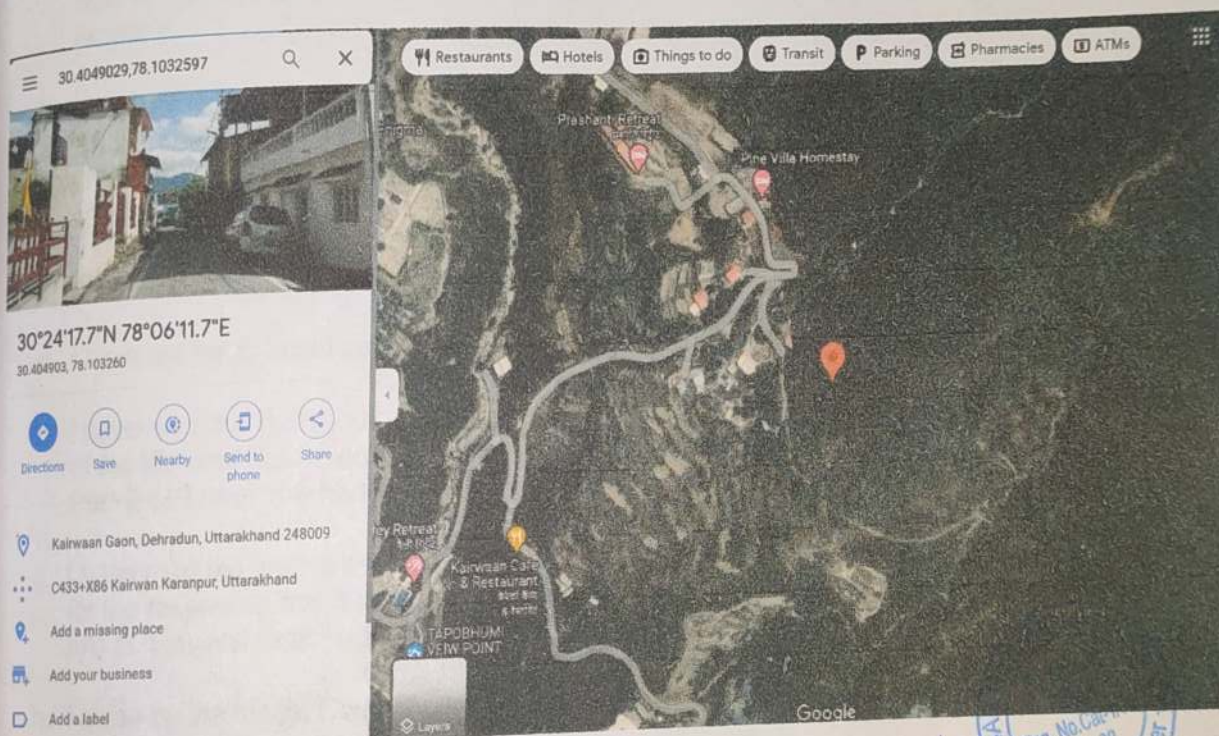 30.4049029,78.1032597
Restaurants
Hotels
Things to do
Transit
Parking
Pharmacies
ATMs
Prashant Retreat
Pine Villa Homestay
30°24'17.7"N 78°06'11.7"E
30.404903, 78.103260
Directions
Save
Nearby
Send to
phone
Share
Kairwaan Gaon, Dehradun, Uttarakhand 248009
C433+X86 Kairwan Karanpur, Uttarakhand
Add a missing place
Add your business
Add a label
Retreat
Kairwaan Cafe
& Restaurant
TAPOBHUMI
VEIW POINT
Layers
Google